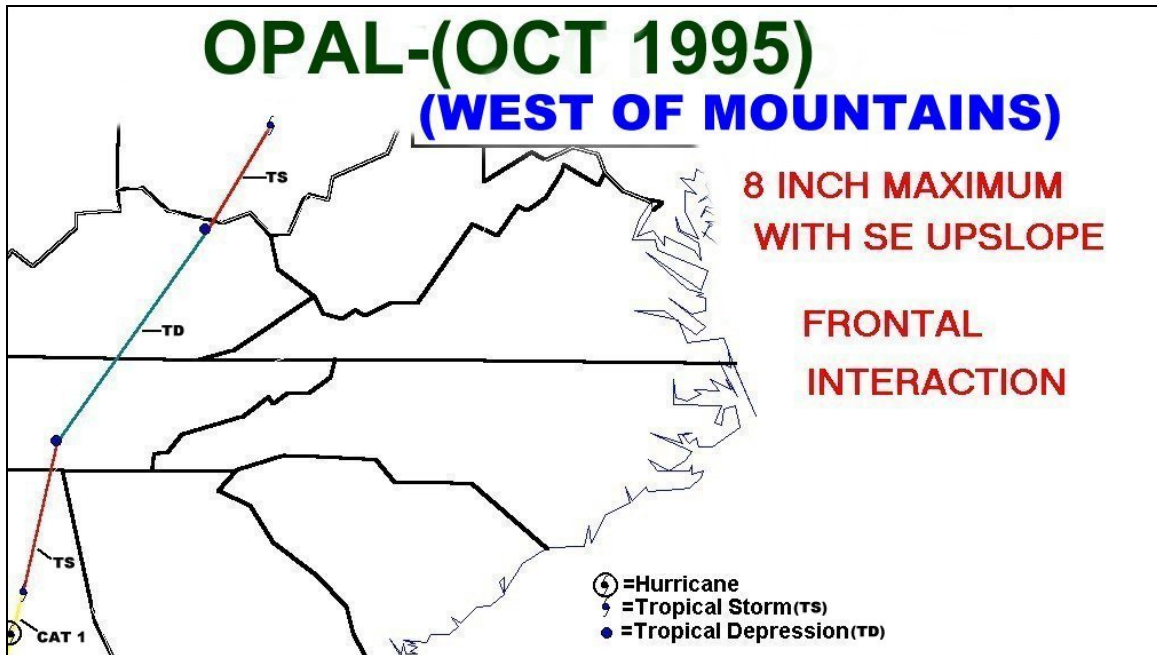 OPAL-(OCT 1995)
(WEST OF MOUNTAINS)
8 INCH MAXIMUM
WITH SE UPSLOPE
FRONTAL
INTERACTION
TS
TD
TS
CAT 1
=Hurricane
=Tropical Storm(TS)
=Tropical Depression(TD)